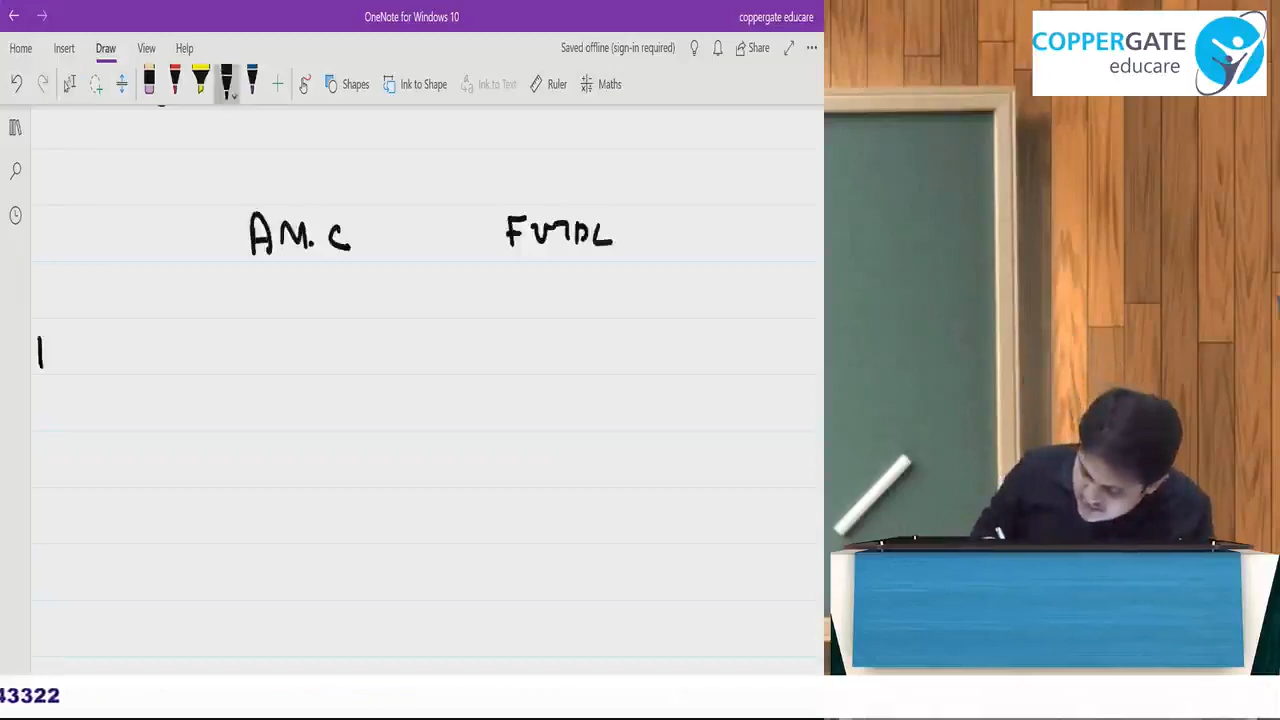 OneNote for Windows 10
coppergate educare
Home Insert Draw View Help
Saved offline (sign-in required) Share
Shapes Ink to Shape Ink to Text Ruler Maths
COPPERGATE
educare
AM.C FVTPL
43322